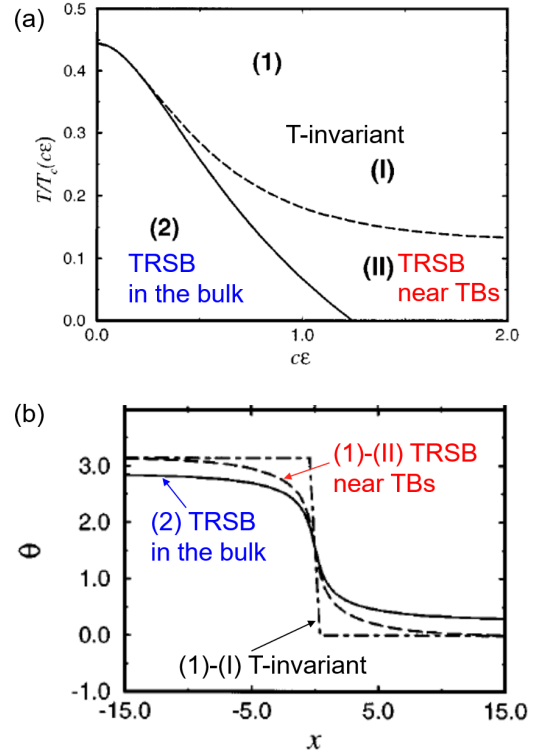 (a)
0.5
0.4
0.3
0.2
0.1
0.0
T/Tc(cε)
(1)
T-invariant
(I)
(2)
TRSB
in the bulk
(II)
TRSB
near TBs
0.0
1.0
2.0
cε
(b)
3.0
2.0
1.0
0.0
-1.0
θ
(1)-(II) TRSB
near TBs
(2) TRSB
in the bulk
(1)-(I) T-invariant
-15.0
-5.0
5.0
15.0
x